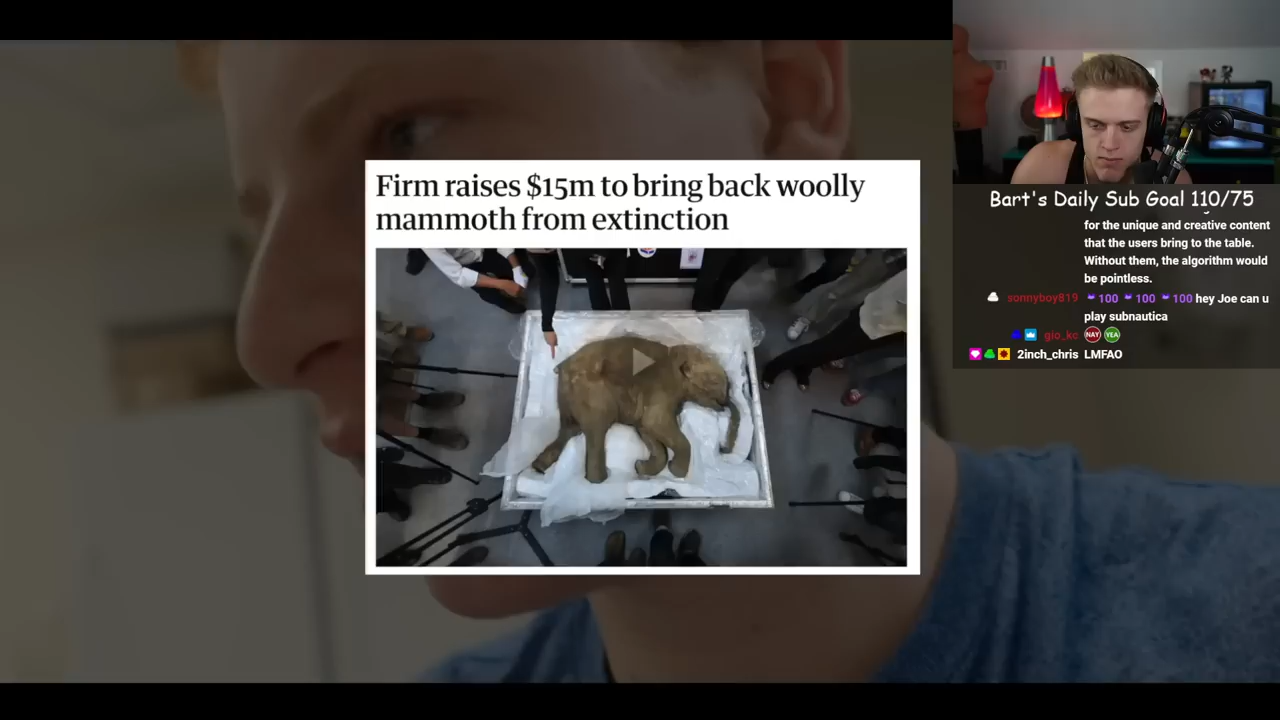 Firm raises $15m to bring back woolly
mammoth from extinction
Bart's Daily Sub Goal 110/75
for the unique and creative content
that the users bring to the table.
Without them, the algorithm would
be pointless.
sonnyboy819 100 100 100 hey Joe can u
play subnautica
gio_kc NAY YEA
2inch_chris LMFAO